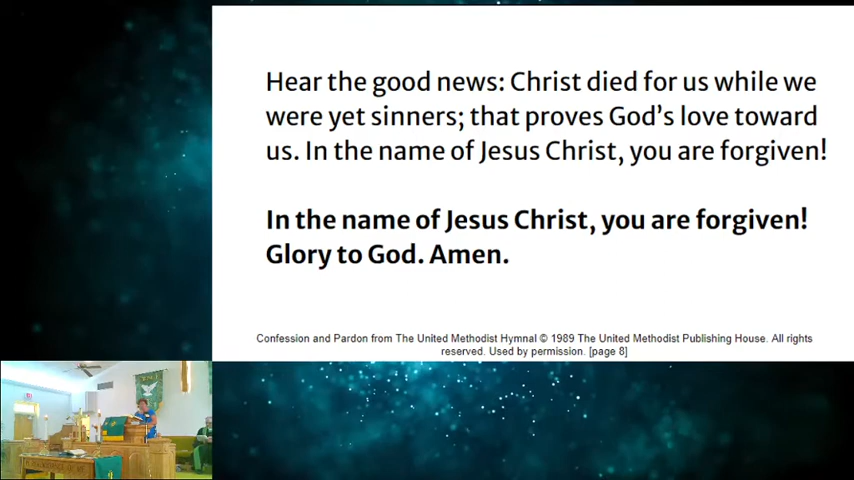 Hear the good news: Christ died for us while we
were yet sinners; that proves God's love toward
us. In the name of Jesus Christ, you are forgiven!
In the name of Jesus Christ, you are forgiven!
Glory to God. Amen.
Confession and Pardon from The United Methodist Hymnal © 1989 The United Methodist Publishing House. All rights
reserved. Used by permission. [page 8]